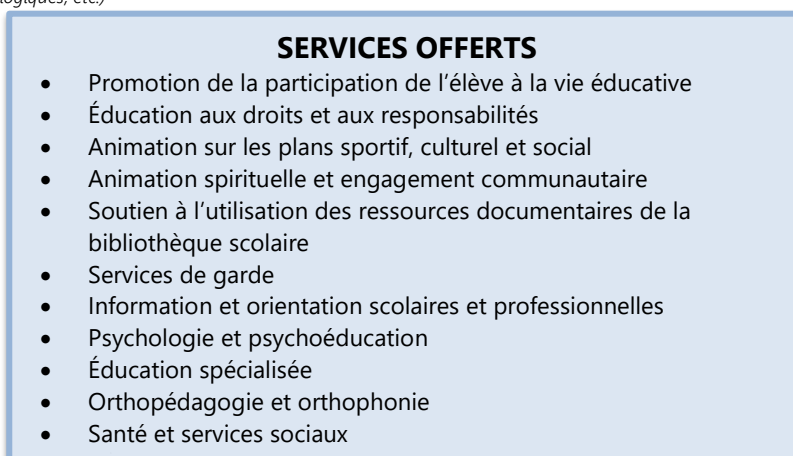 logiques, etc.)
SERVICES OFFERTS
• Promotion de la participation de l'élève à la vie éducative
• Éducation aux droits et aux responsabilités
• Animation sur les plans sportif, culturel et social
• Animation spirituelle et engagement communautaire
• Soutien à l'utilisation des ressources documentaires de la
bibliothèque scolaire
• Services de garde
• Information et orientation scolaires et professionnelles
• Psychologie et psychoéducation
• Éducation spécialisée
• Orthopédagogie et orthophonie
• Santé et services sociaux